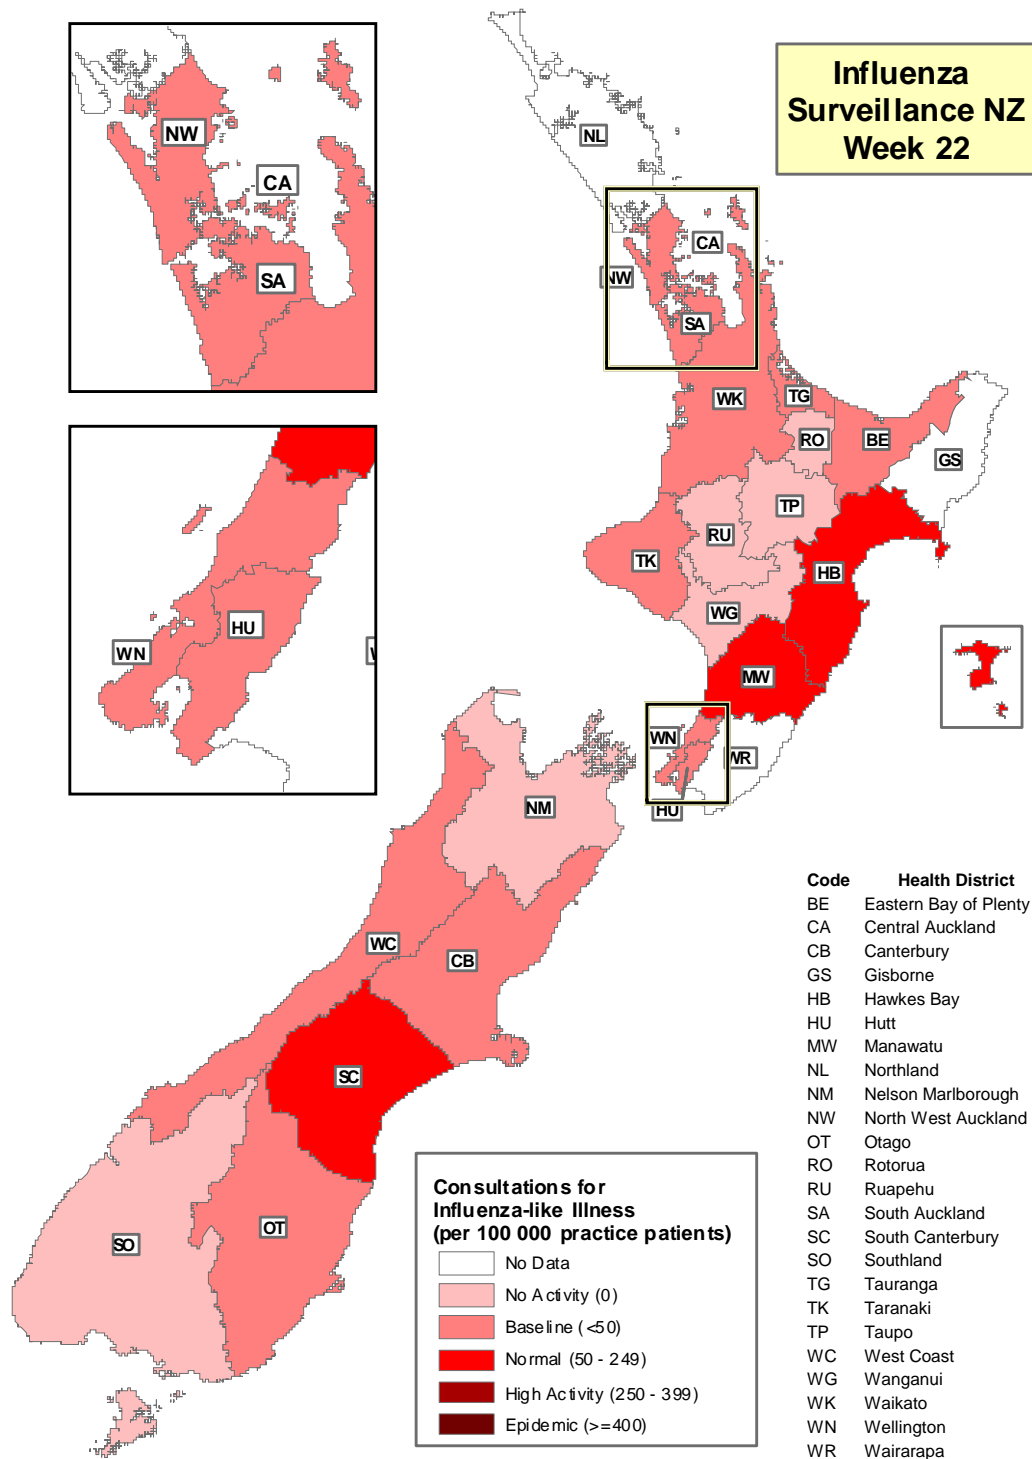 Influenza
Surveillance NZ
Week 22
NW
CA
SA
NL
CA
NW
SA
WK
TG
RO
BE
GS
TP
RU
TK
HB
WG
MW
HU
WN
WN
WR
HU
NM
WC
CB
SC
OT
SO
Code Health District
BE Eastern Bay of Plenty
CA Central Auckland
CB Canterbury
GS Gisborne
HB Hawkes Bay
HU Hutt
MW Manawatu
NL Northland
NM Nelson Marlborough
NW North West Auckland
OT Otago
RO Rotorua
RU Ruapehu
SA South Auckland
SC South Canterbury
SO Southland
TG Tauranga
TK Taranaki
TP Taupo
WC West Coast
WG Wanganui
WK Waikato
WN Wellington
WR Wairarapa
Consultations for
Influenza-like Illness
(per 100 000 practice patients)
No Data
No Activity (0)
Baseline (<50)
Normal (50 - 249)
High Activity (250 - 399)
Epidemic (>=400)